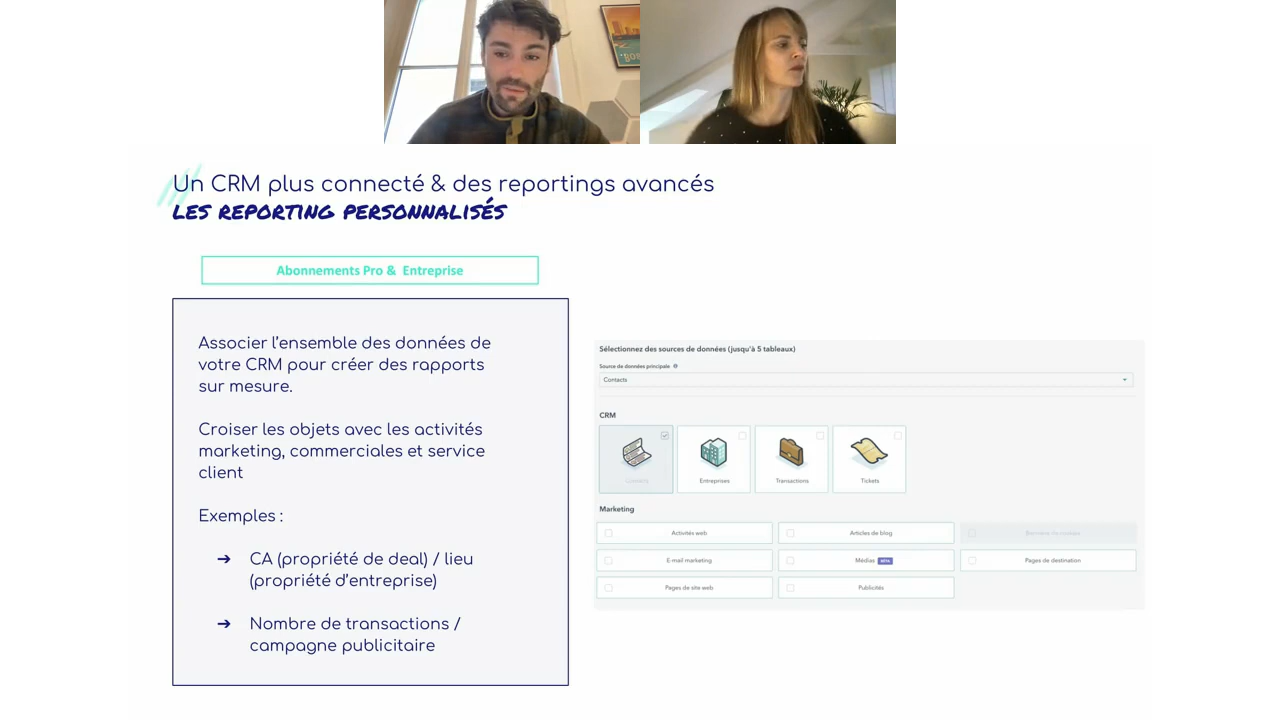 Un CRM plus connecté & des reportings avancés
LES REPORTING PERSONNALISÉS
Abonnements Pro & Entreprise
Associer l'ensemble des données de
votre CRM pour créer des rapports
sur mesure.
Croiser les objets avec les activités
marketing, commerciales et service
client
Exemples :
➔ CA (propriété de deal) / lieu
(propriété d'entreprise)
➔ Nombre de transactions /
campagne publicitaire
Sélectionnez des sources de données (jusqu'à 5 tableaux)
Source de données principale
Contacts
CRM
Contacts
Entreprises
Transactions
Tickets
Marketing
Activités web
Articles de blog
E-mail marketing
Médias
Pages de destination
Pages de site web
Publicités